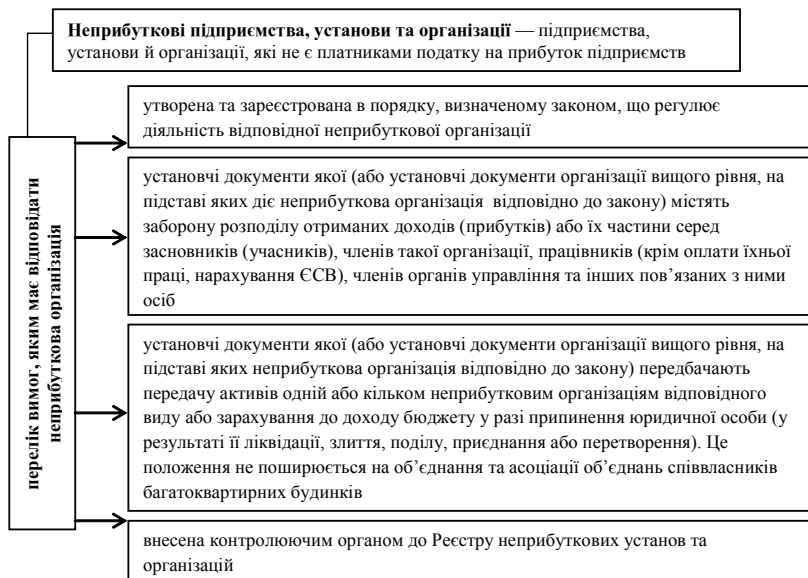 Неприбуткові підприємства, установи та організації — підприємства,
установи й організації, які не є платниками податку на прибуток підприємств
перелік вимог, яким має відповідати
неприбуткова організація
утворена та зареєстрована в порядку, визначеному законом, що регулює
діяльність відповідної неприбуткової організації
установчі документи якої (або установчі документи організації вищого рівня, на
підставі яких діє неприбуткова організація відповідно до закону) містять
заборону розподілу отриманих доходів (прибутків) або їх частини серед
засновників (учасників), членів такої організації, працівників (крім оплати їхньої
праці, нарахування ЄСВ), членів органів управління та інших пов’язаних з ними
осіб
установчі документи якої (або установчі документи організації вищого рівня, на
підставі яких неприбуткова організація відповідно до закону) передбачають
передачу активів одній або кільком неприбутковим організаціям відповідного
виду або зарахування до доходу бюджету у разі припинення юридичної особи (у
результаті її ліквідації, злиття, поділу, приєднання або перетворення). Це
положення не поширюється на об’єднання та асоціації об’єднань співвласників
багатоквартирних будинків
внесена контролюючим органом до Реєстру неприбуткових установ та
організацій